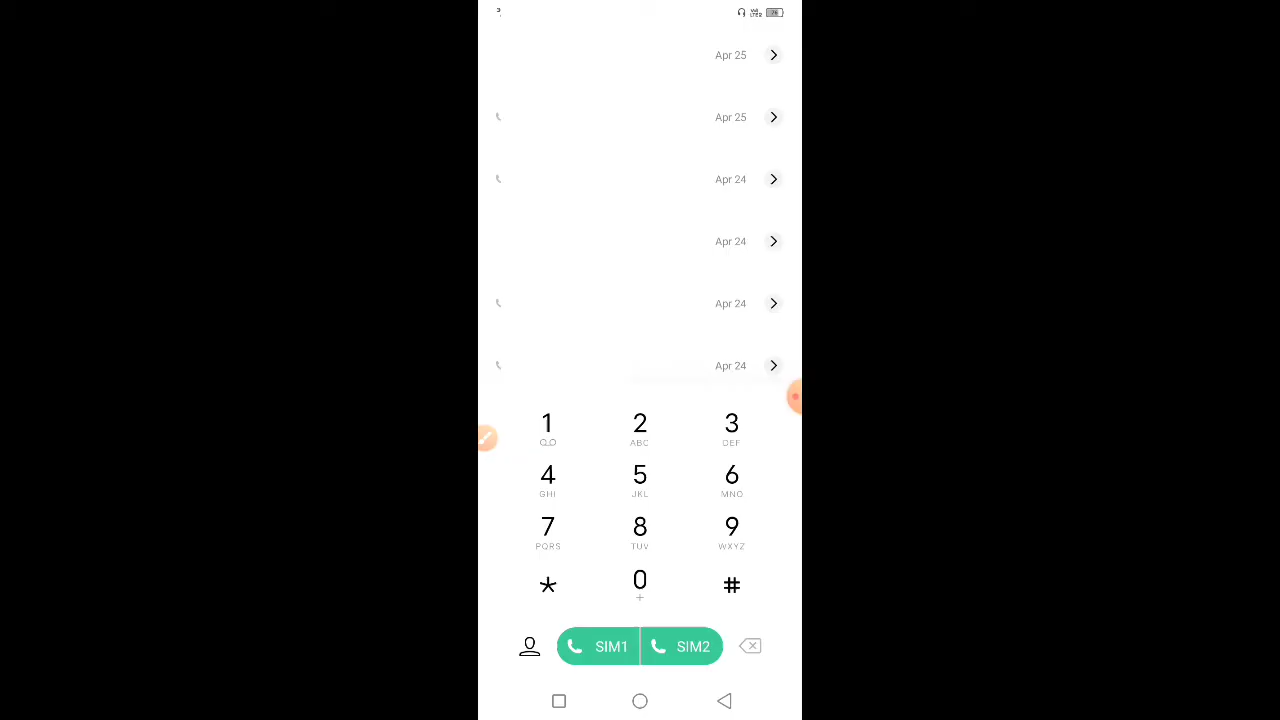 26
Apr 25
Apr 25
Apr 24
Apr 24
Apr 24
Apr 24
1 2 3
ABC DEF
4 5 6
GHI JKL MNO
7 8 9
PQRS TUV WXYZ
* 0 #
+
SIM1 SIM2